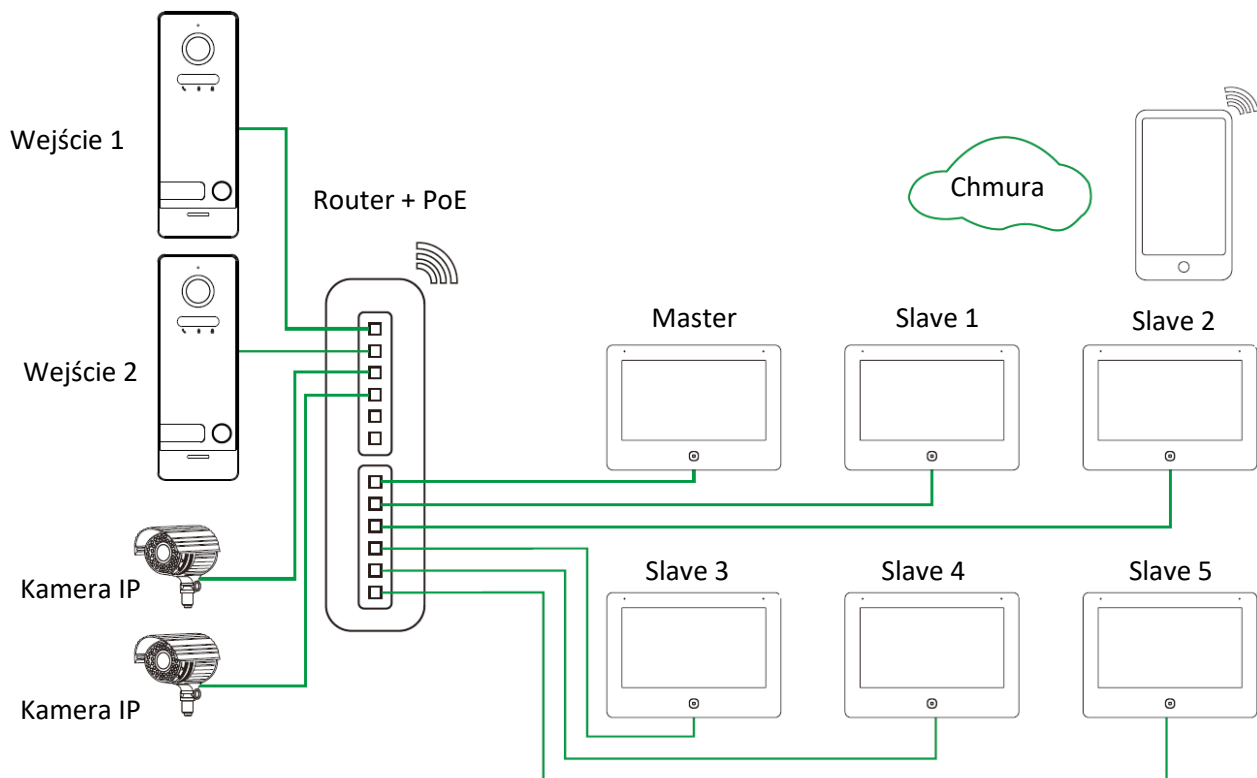 Wejście 1
Router + PoE
Chmura
Wejście 2
Master
Slave 1
Slave 2
Kamera IP
Slave 3
Slave 4
Slave 5
Kamera IP